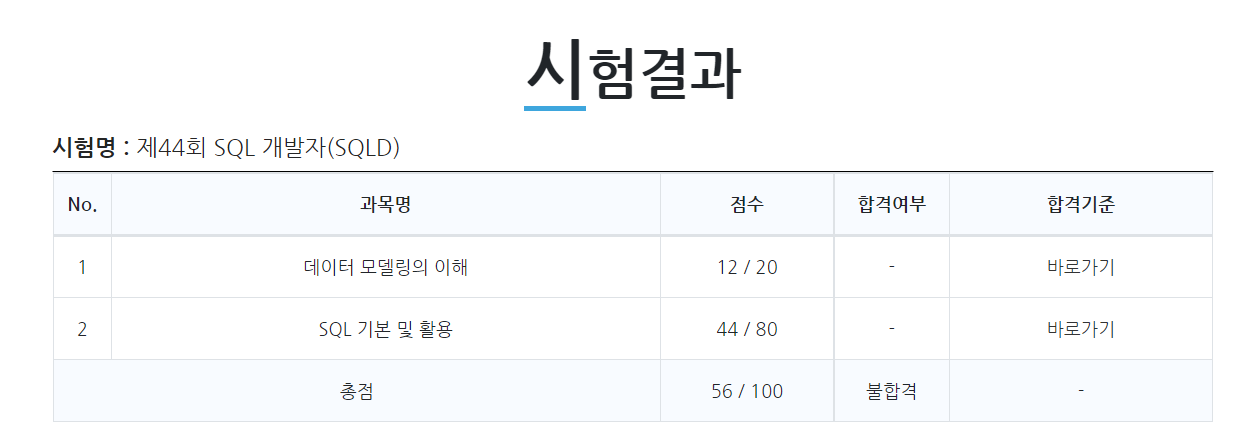 시험결과
시험명 : 제44회 SQL 개발자(SQLD)
No. 과목명 점수 합격여부 합격기준
1 데이터 모델링의 이해 12 / 20 - 바로가기
2 SQL 기본 및 활용 44 / 80 - 바로가기
총점 56 / 100 불합격 -